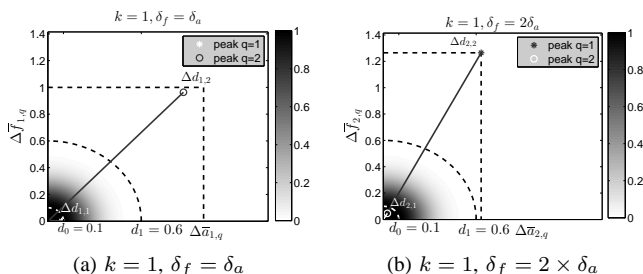 k = 1, δ_f = δ_a
peak q=1
peak q=2
Δd_{1,2}
Δd_{1,1}
Δf̅_{1,q}
1.4
1.2
1
0.8
0.6
0.4
0.2
0
d_0 = 0.1
d_1 = 0.6
Δa̅_{1,q}
1
0.8
0.6
0.4
0.2
0
(a) k = 1, δ_f = δ_a
k = 1, δ_f = 2δ_a
Δd_{2,2}
peak q=1
peak q=2
Δd_{2,1}
Δf̅_{2,q}
1.4
1.2
1
0.8
0.6
0.4
0.2
0
d_0 = 0.1
d_1 = 0.6
Δa̅_{2,q}
1
0.8
0.6
0.4
0.2
0
(b) k = 1, δ_f = 2 × δ_a